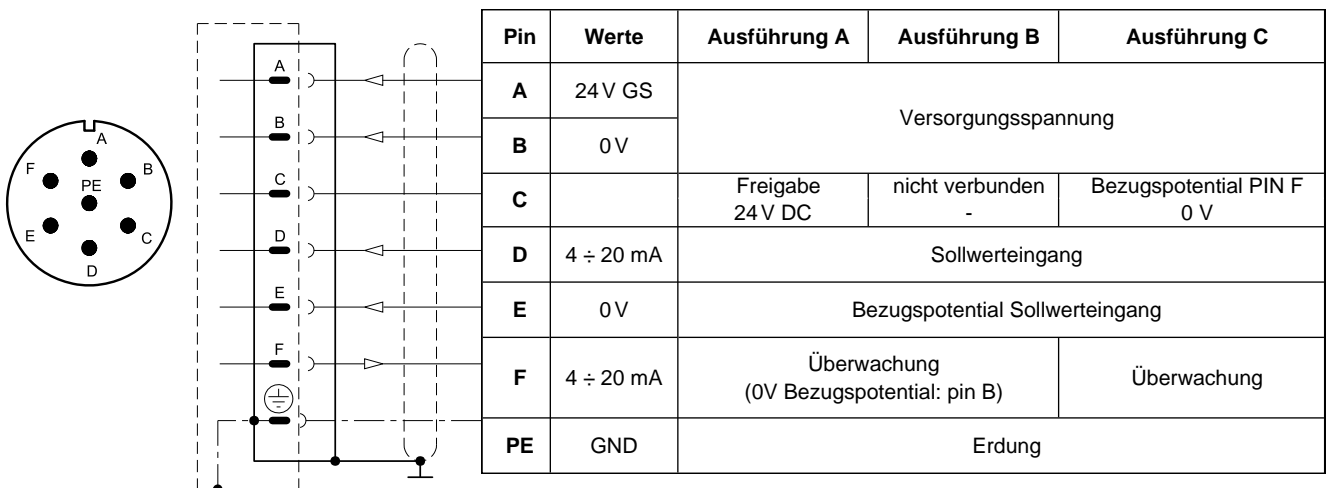 A
B
C
D
E
F
PE
A
B
C
D
E
F
Pin Werte Ausführung A Ausführung B Ausführung C
A 24 V GS
Versorgungsspannung
B 0 V
C
Freigabe
24 V DC
nicht verbunden
-
Bezugspotential PIN F
0 V
D 4 ÷ 20 mA Sollwerteingang
E 0 V Bezugspotential Sollwerteingang
F 4 ÷ 20 mA
Überwachung
(0V Bezugspotential: pin B)
Überwachung
PE GND Erdung